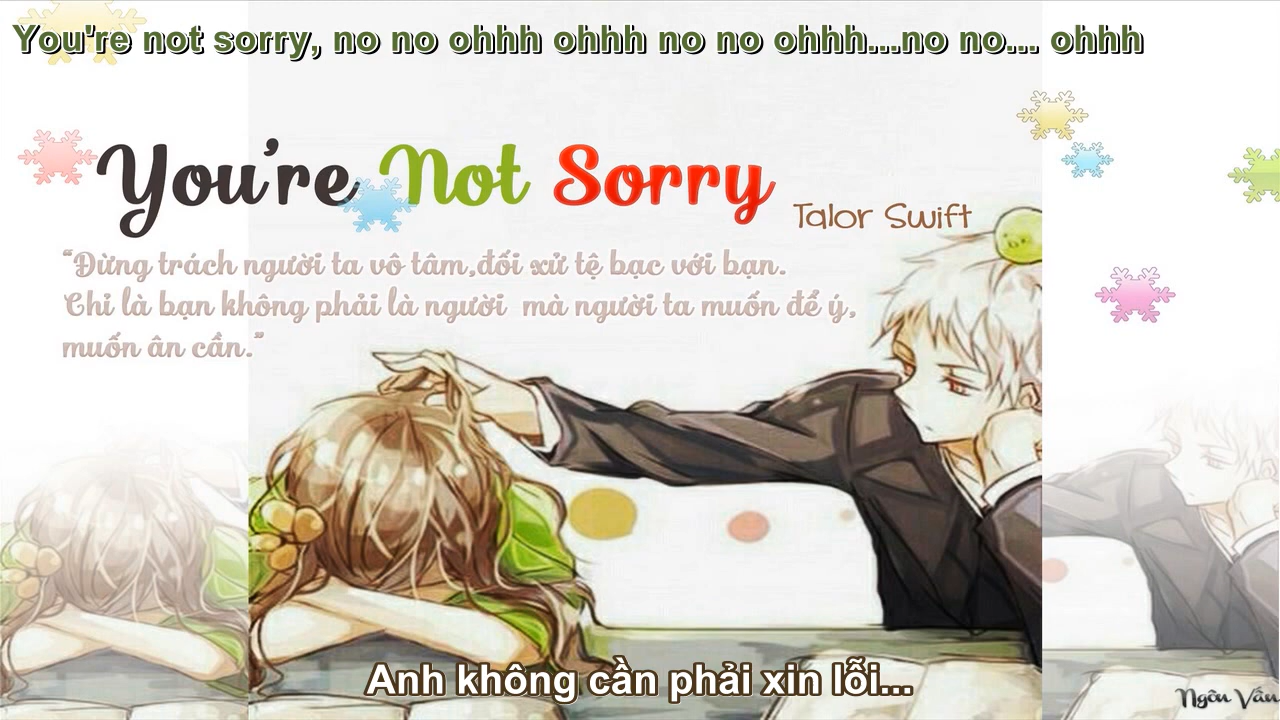 You're not sorry, no no ohhh ohhh no no ohhh...no no... ohhh
You're Not Sorry
Talor Swift
“Đừng trách người ta vô tâm,đối xử tệ bạc với bạn.
Chỉ là bạn không phải là người  mà người ta muốn để ý,
muốn ân cần.”
Anh không cần phải xin lỗi...
Ngôn Vấn